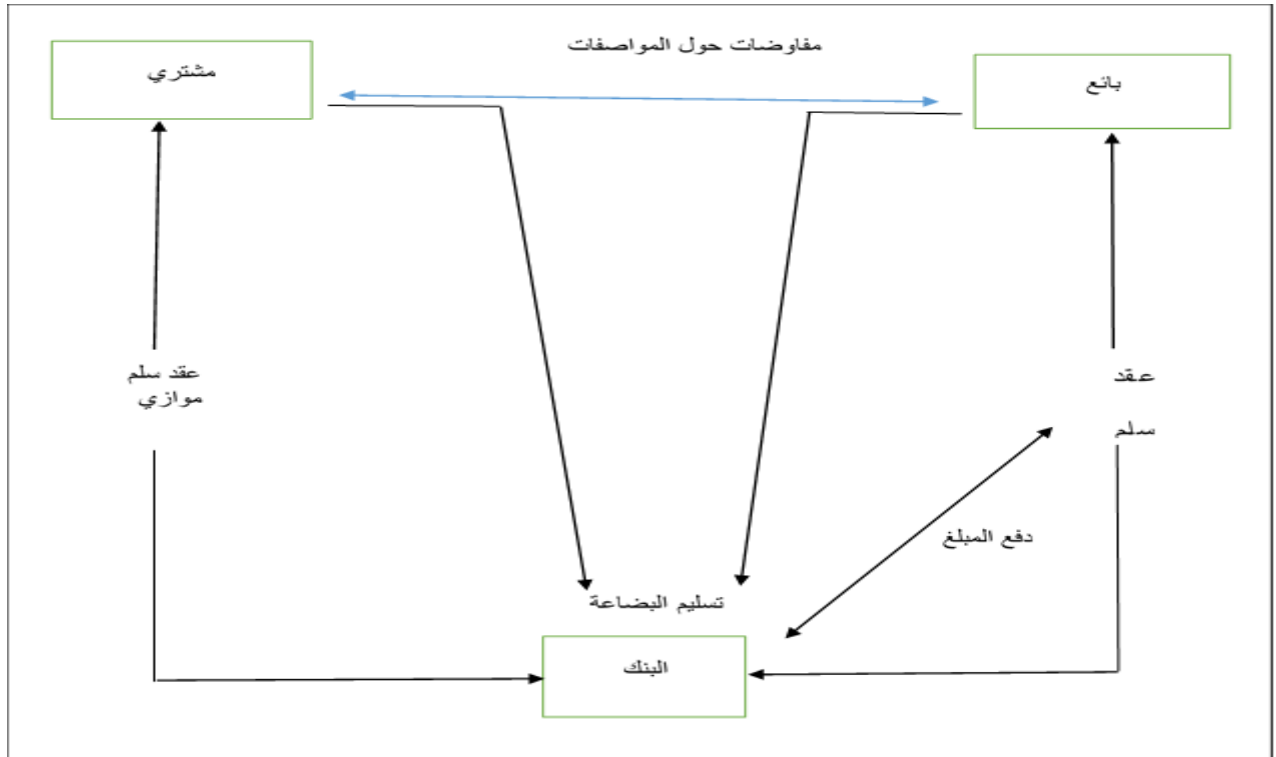 مفاوضات حول المواصفات
بائع
مشتري
عقد
سلم
عقد سلم
موازي
دفع المبلغ
تسليم البضاعة
البنك